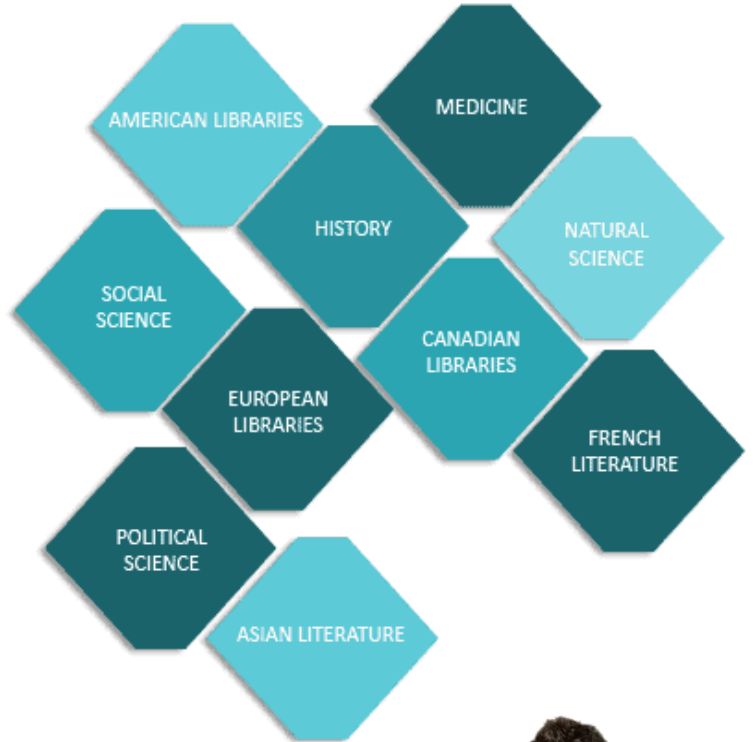 AMERICAN LIBRARIES
MEDICINE
HISTORY
NATURAL
SCIENCE
SOCIAL
SCIENCE
CANADIAN
LIBRARIES
EUROPEAN
LIBRARIES
FRENCH
LITERATURE
POLITICAL
SCIENCE
ASIAN LITERATURE